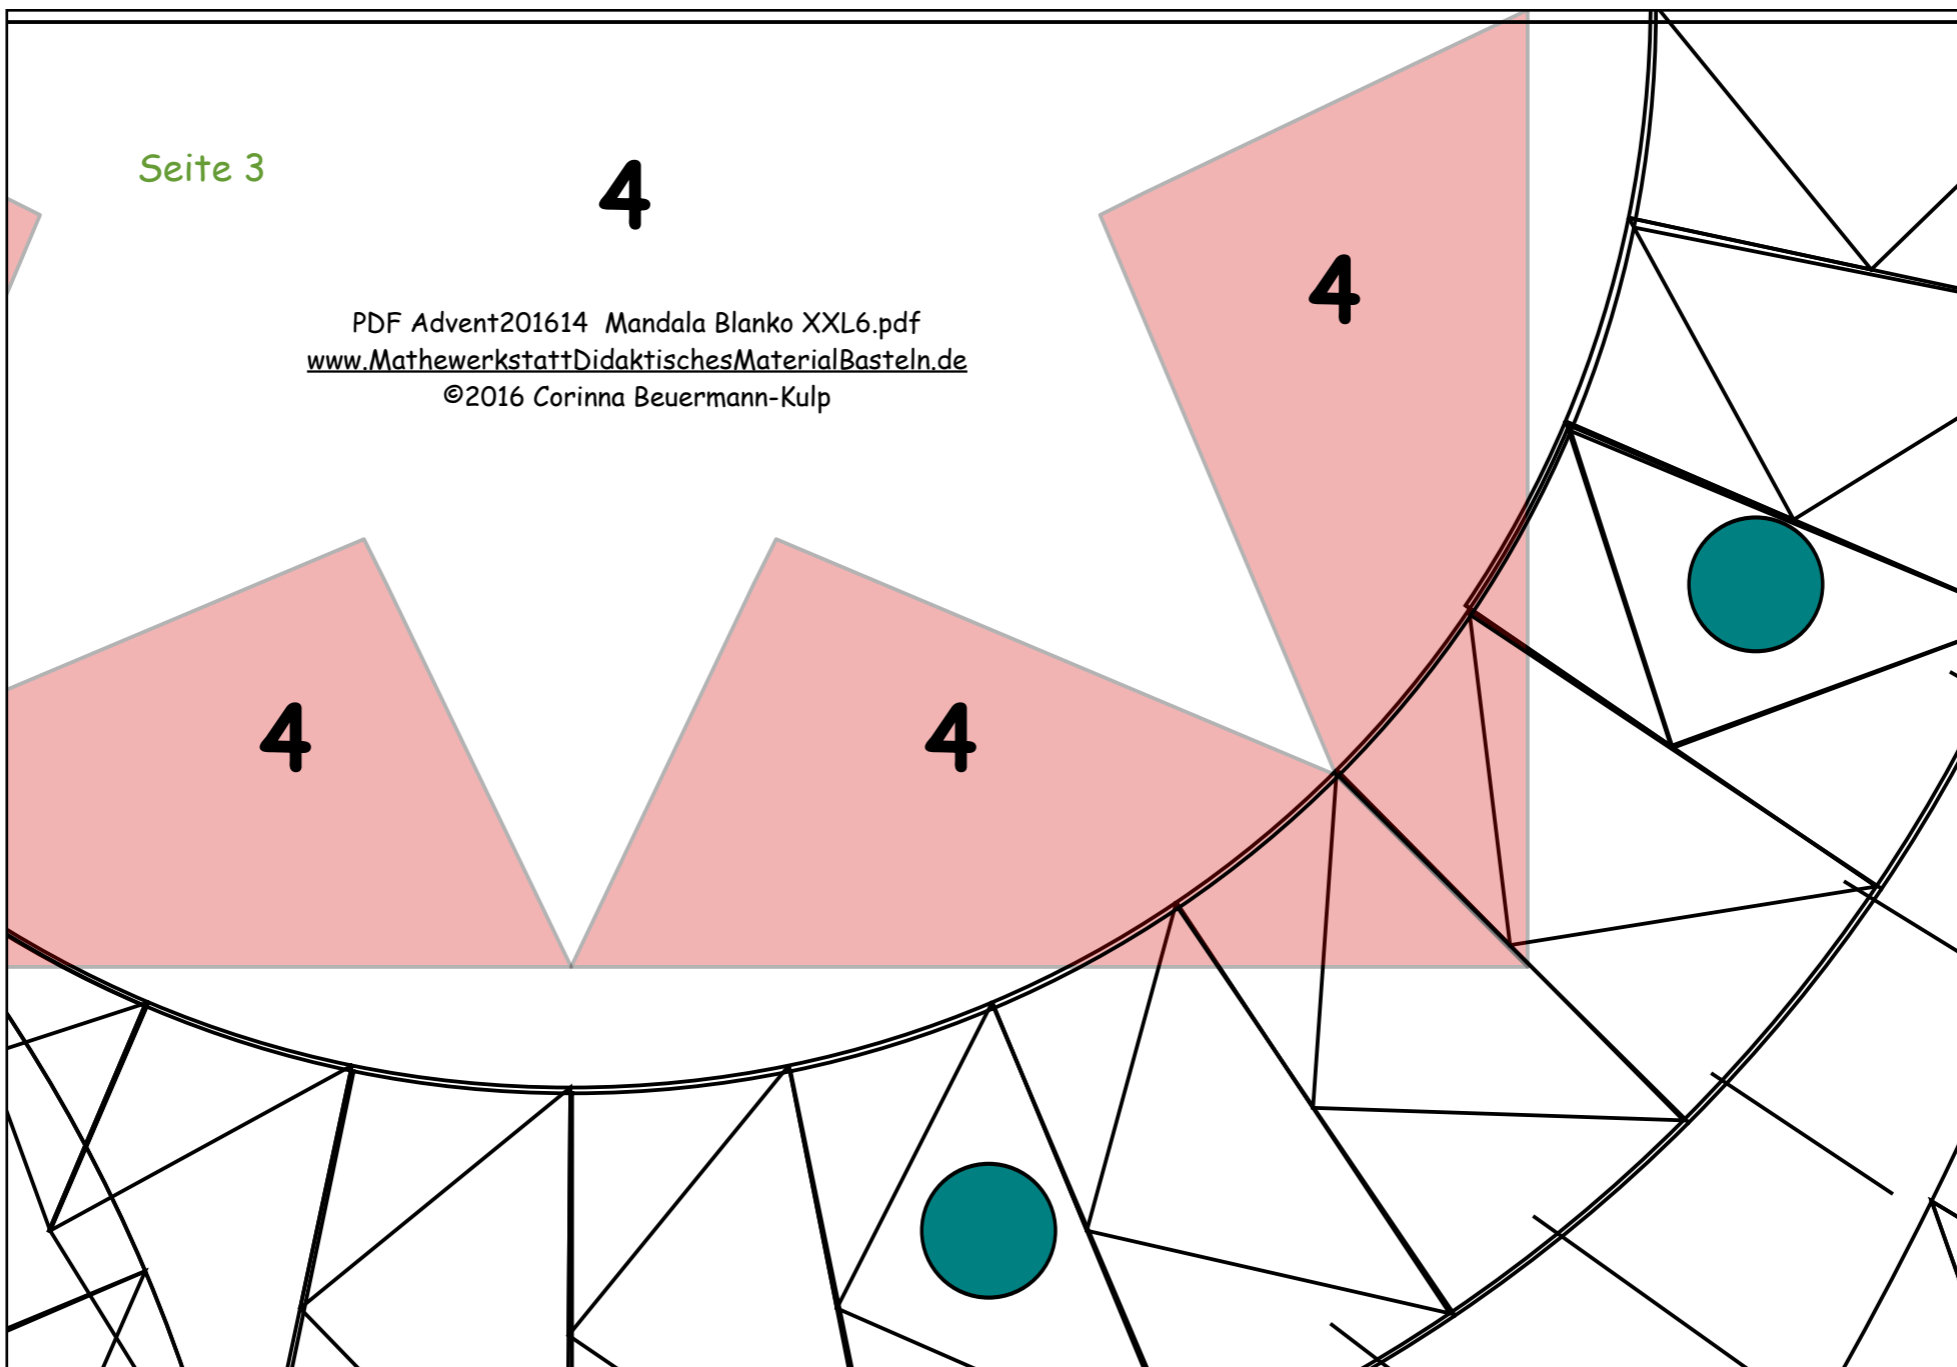 Seite 3
4
4
PDF Advent201614 Mandala Blanko XXL6.pdf
www.MathewerkstattDidaktischesMaterialBasteln.de
©2016 Corinna Beuermann-Kulp
4
4